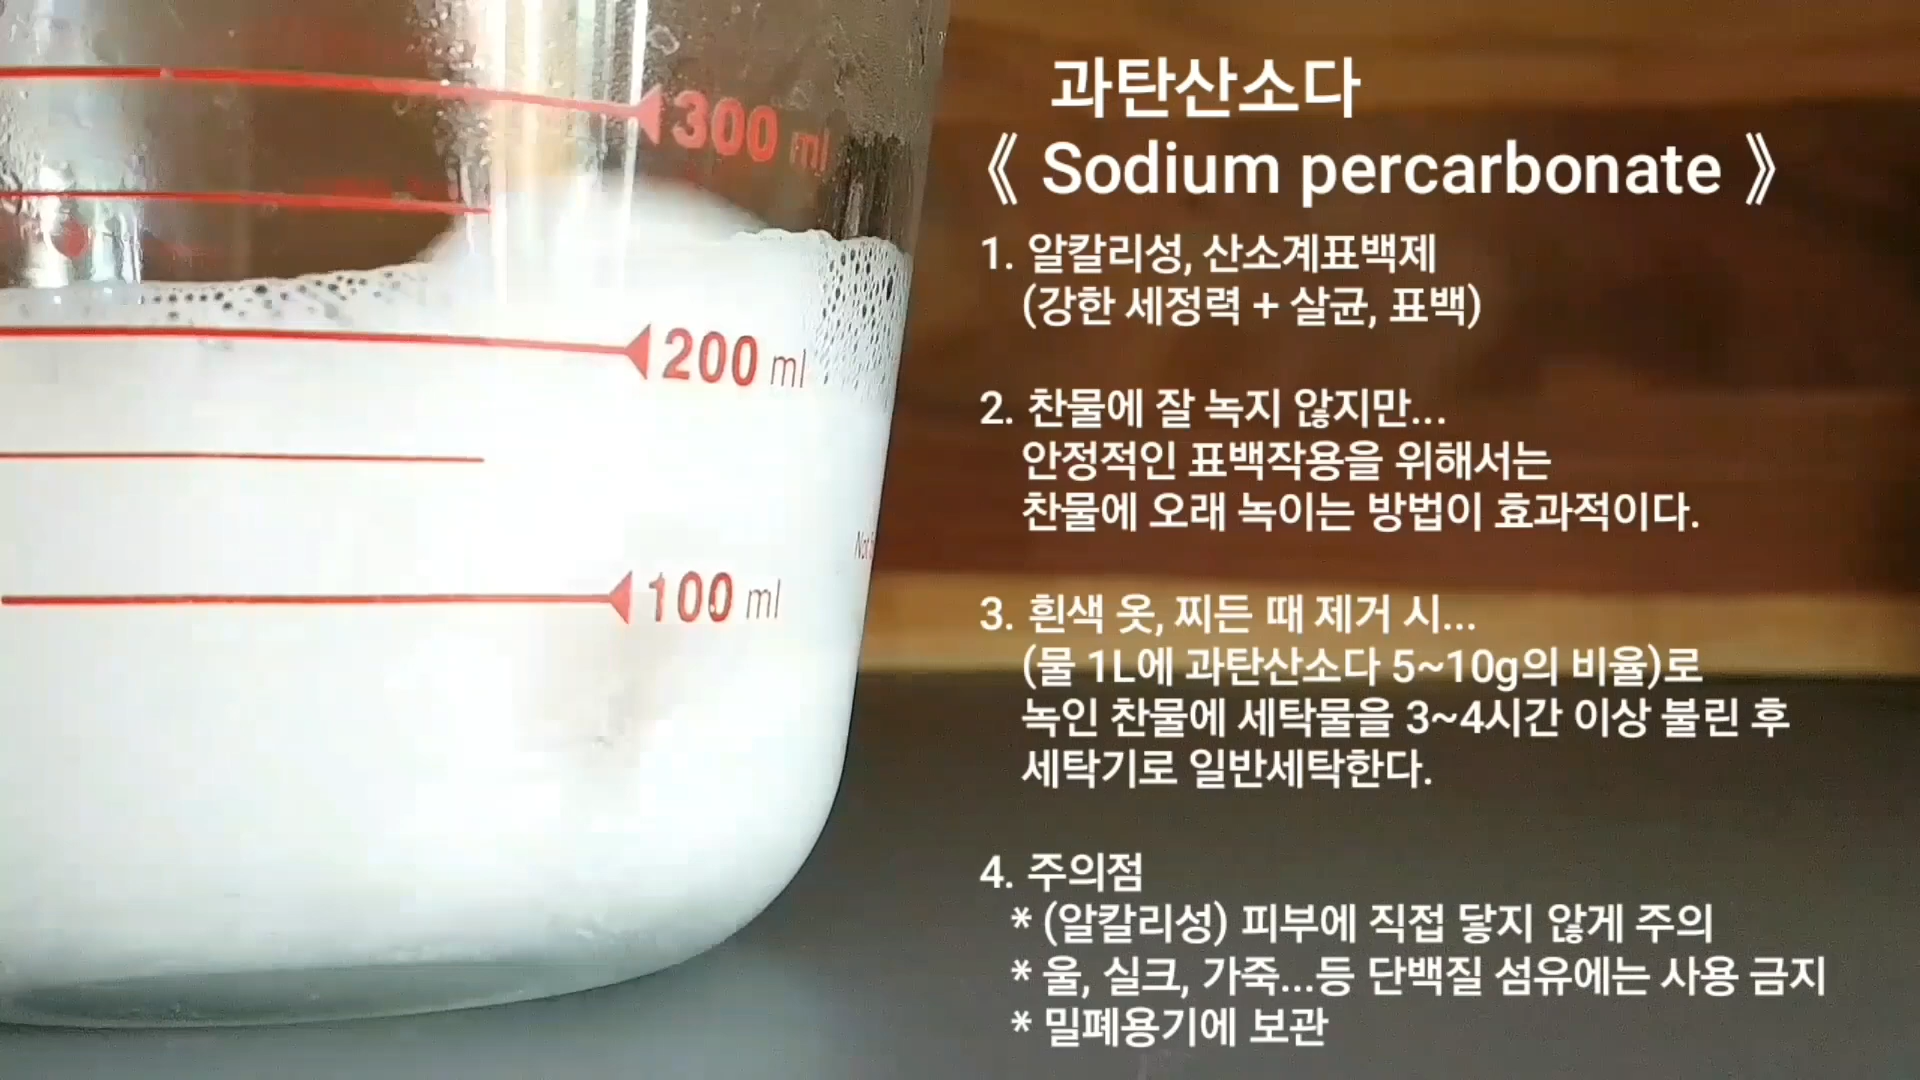 300 ml
200 ml
100 ml
과탄산소다
《 Sodium percarbonate 》
1. 알칼리성, 산소계표백제
(강한 세정력 + 살균, 표백)
2. 찬물에 잘 녹지 않지만...
안정적인 표백작용을 위해서는
찬물에 오래 녹이는 방법이 효과적이다.
3. 흰색 옷, 찌든 때 제거 시...
(물 1L에 과탄산소다 5~10g의 비율)로
녹인 찬물에 세탁물을 3~4시간 이상 불린 후
세탁기로 일반세탁한다.
4. 주의점
* (알칼리성) 피부에 직접 닿지 않게 주의
* 울, 실크, 가죽...등 단백질 섬유에는 사용 금지
* 밀폐용기에 보관